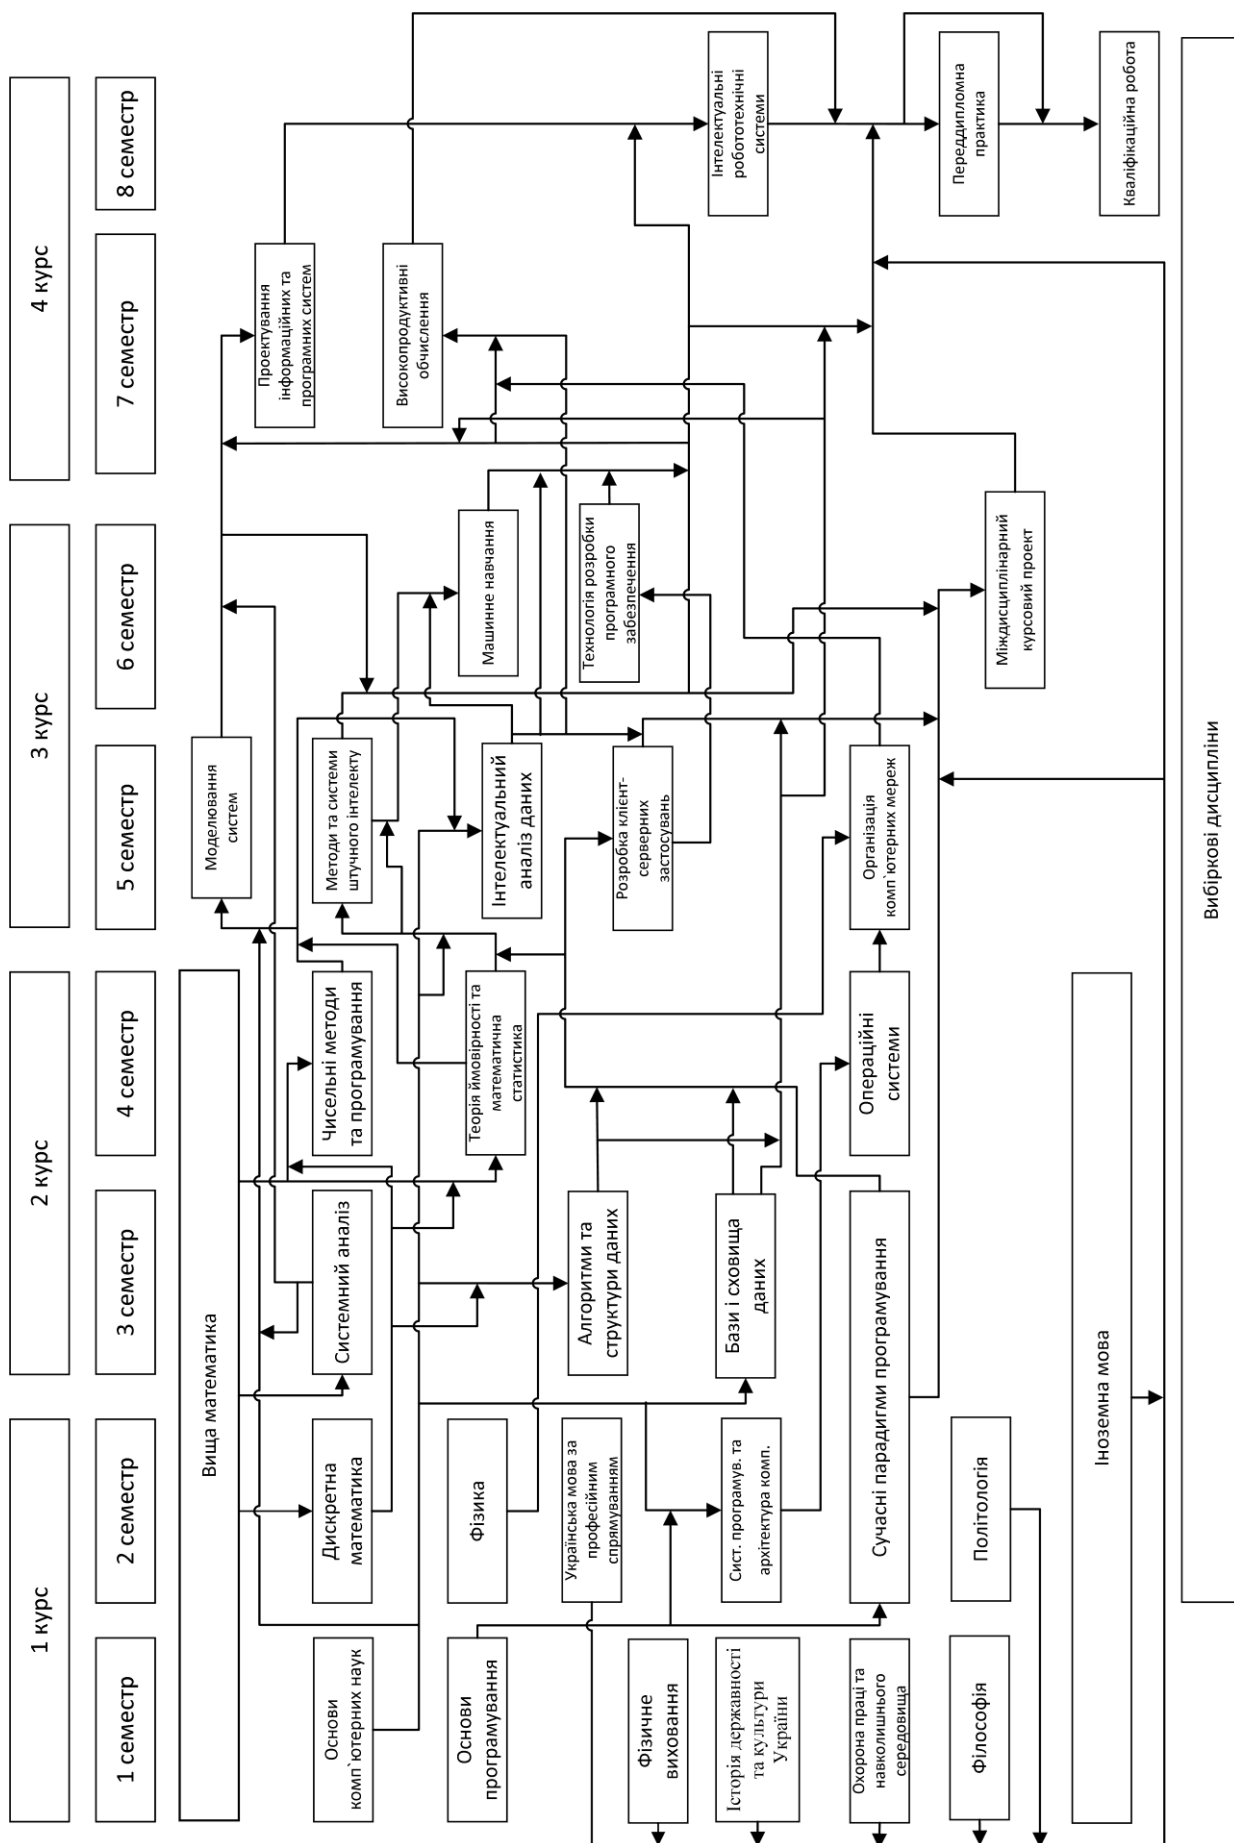 1 курс
2 курс
3 курс
4 курс
1 семестр
2 семестр
3 семестр
4 семестр
5 семестр
6 семестр
7 семестр
8 семестр
Вища математика
Моделювання
систем
Проектування
інформаційних та
програмних систем
Основи
комп`ютерних наук
Дискретна
математика
Системний аналіз
Чисельні методи
та програмування
Методи та системи
штучного інтелекту
Високопродуктивні
обчислення
Основи
програмування
Фізика
Теорія ймовірності та
математична
статистика
Інтелектуальний
аналіз даних
Машинне навчання
Українська мова за
професійним
спрямуванням
Алгоритми та
структури даних
Технологія розробки
програмного
забезпечення
Фізичне
виховання
Розробка клієнт-
серверних
застосувань
Історія державності
та культури
України
Сист. програмув. та
архітектура комп.
Бази і сховища
даних
Інтелектуальні
робототехнічні
системи
Охорона праці та
навколишнього
середовища
Сучасні парадигми програмування
Операційні
системи
Організація
комп`ютерних мереж
Філософія
Політологія
Міждисциплінарний
курсовий проект
Переддипломна
практика
Іноземна мова
Кваліфікаційна робота
Вибіркові дисципліни